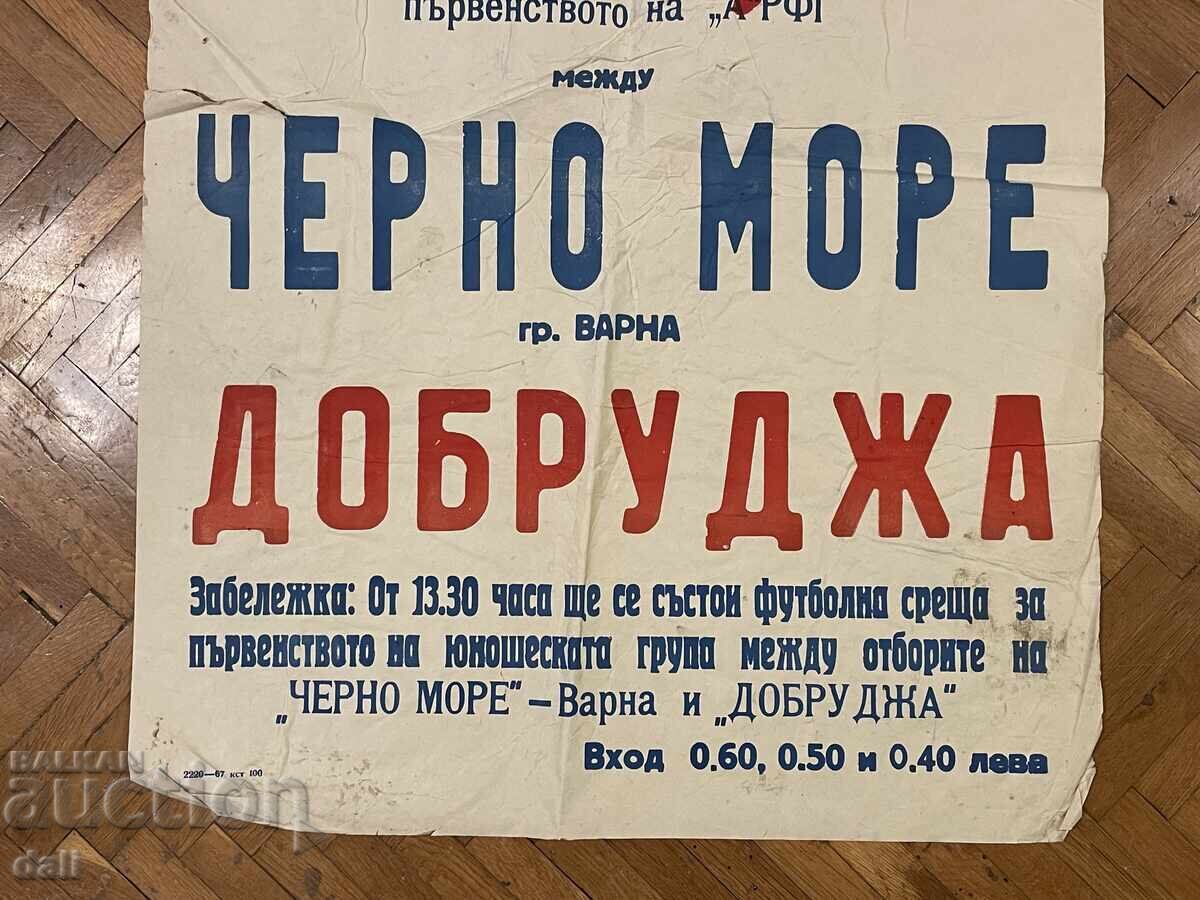 първенството на „А" РФГ
между
ЧЕРНО МОРЕ
гр. ВАРНА
ДОБРУДЖА
Забележка: От 13.30 часа ще се състои футболна среща за
първенството на юношеската група между отборите на
„ЧЕРНО МОРЕ" – Варна и „ДОБРУДЖА"
Вход 0.60, 0.50 и 0.40 лева
2220—67 кст 100
BALKAN
auction
dali